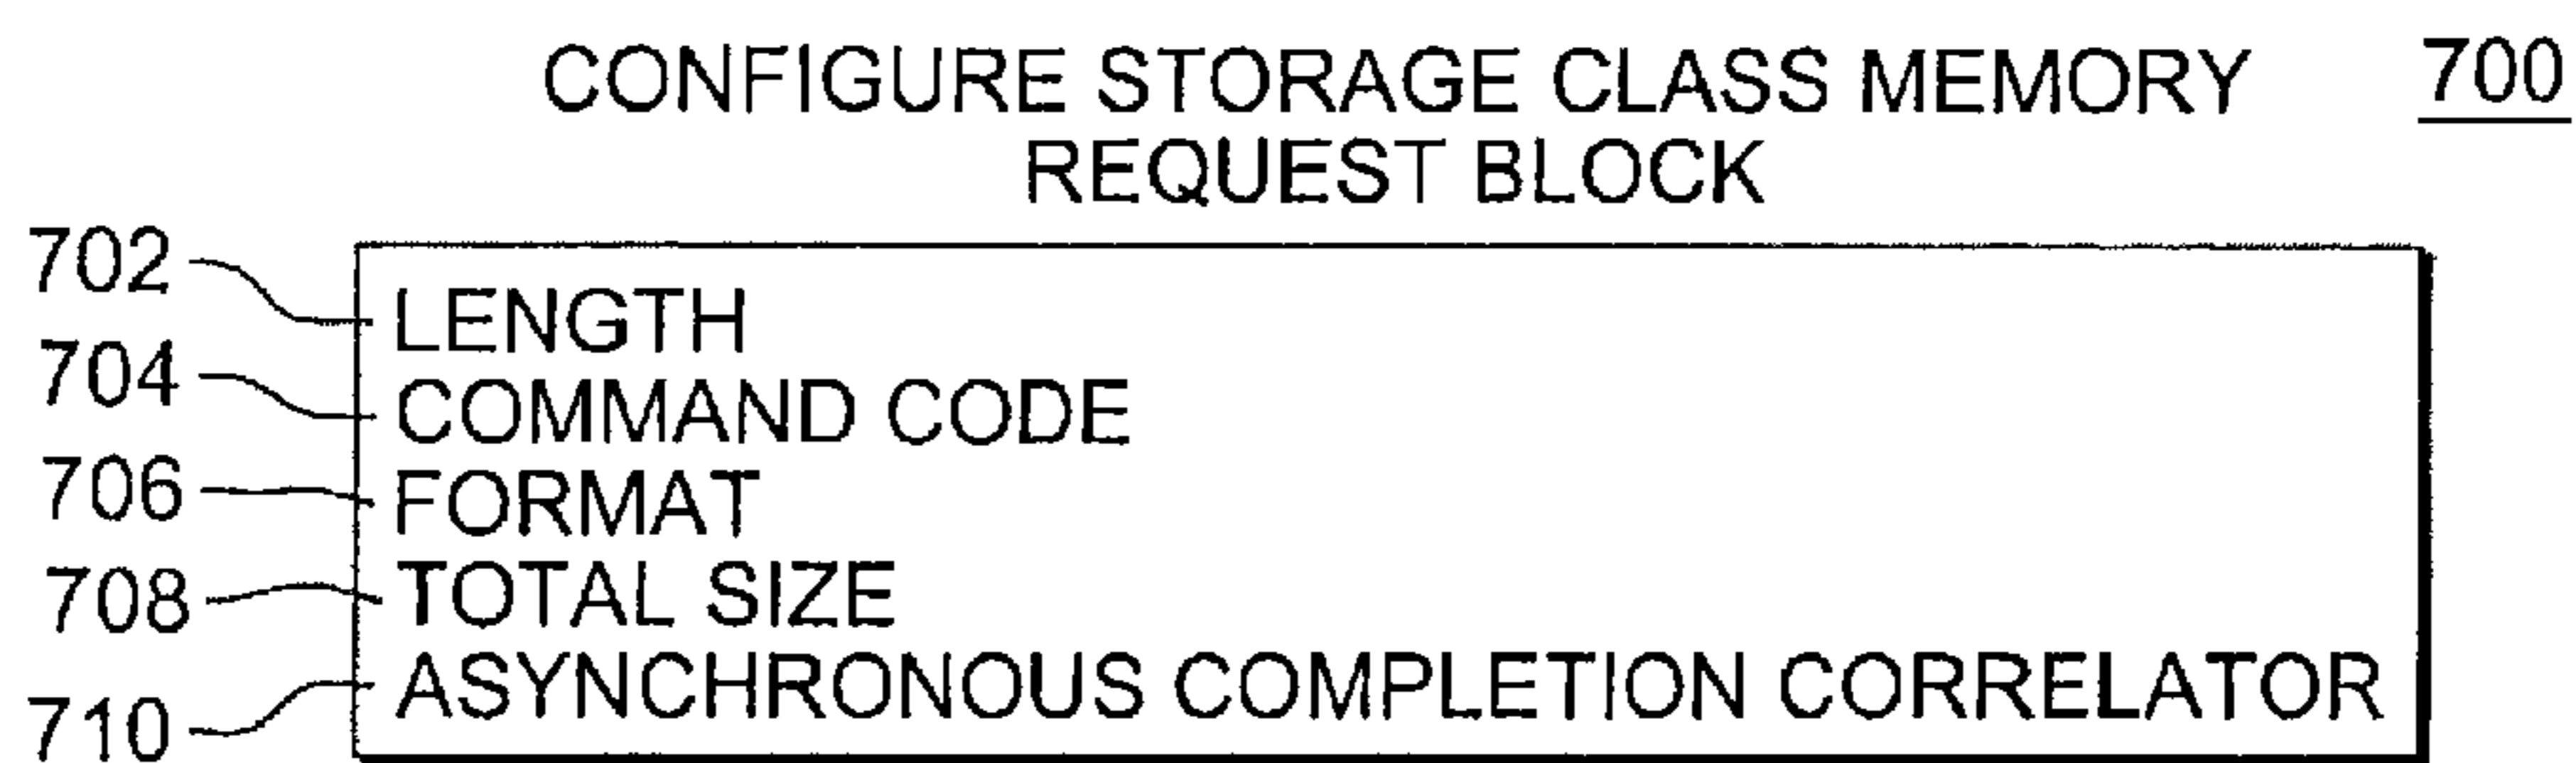 CONFIGURE STORAGE CLASS MEMORY 700
REQUEST BLOCK
702 LENGTH
704 COMMAND CODE
706 FORMAT
708 TOTAL SIZE
710 ASYNCHRONOUS COMPLETION CORRELATOR